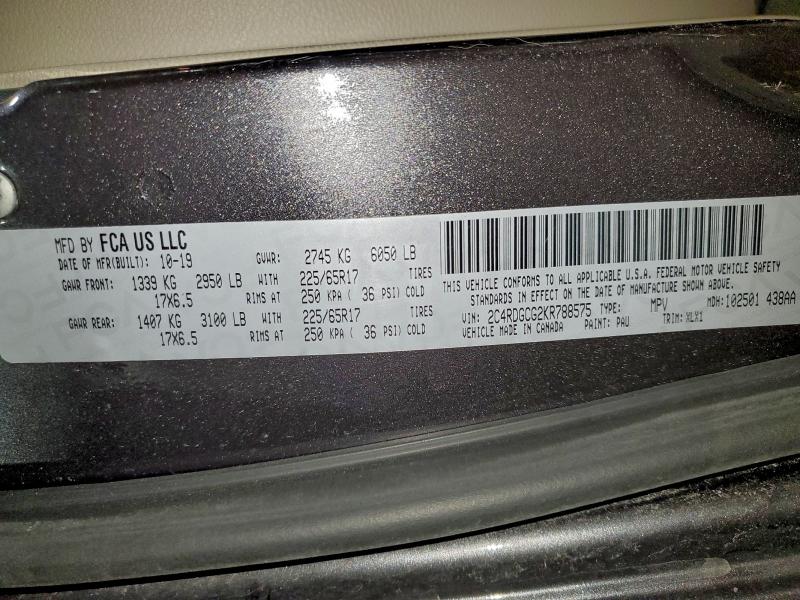 MFD BY FCA US LLC
DATE OF MFR(BUILT): 10-19 GVWR: 2745 KG 6050 LB
GAWR FRONT: 1339 KG 2950 LB WITH 225/65R17 TIRES
17X6.5 RIMS AT 250 KPA ( 36 PSI) COLD
GAWR REAR: 1407 KG 3100 LB WITH 225/65R17 TIRES
17X6.5 RIMS AT 250 KPA ( 36 PSI) COLD
THIS VEHICLE CONFORMS TO ALL APPLICABLE U.S.A. FEDERAL MOTOR VEHICLE SAFETY
STANDARDS IN EFFECT ON THE DATE OF MANUFACTURE SHOWN ABOVE.
VIN: 2C4RDGCG2KR788575 TYPE: MPV MDH:102501 438AA
VEHICLE MADE IN CANADA PAINT: PAU TRIM: XLX1